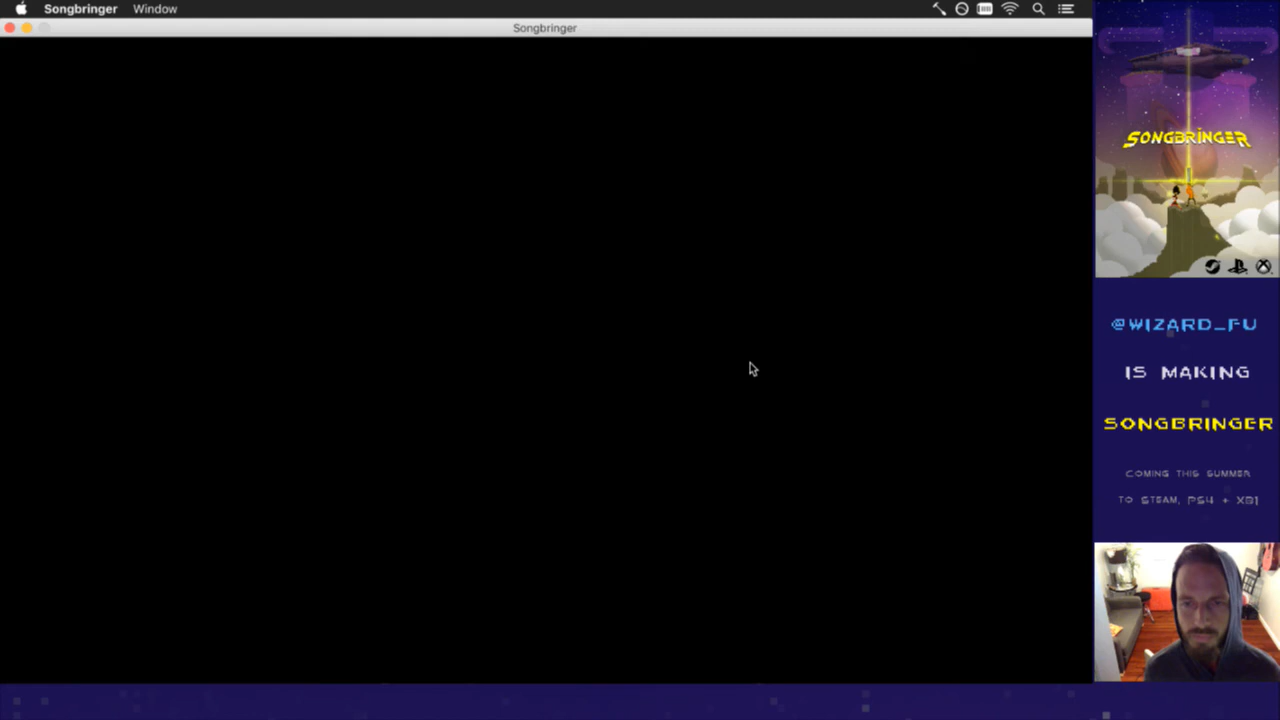 Songbringer Window
Songbringer
SONGBRINGER
@WIZARD_FU
IS MAKING
SONGBRINGER
COMING THIS SUMMER
TO STEAM, PS4 + XB1